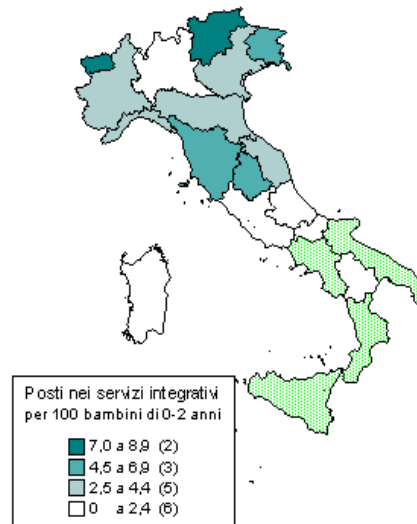 Posti nei servizi integrativi
per 100 bambini di 0-2 anni
7,0 a 8,9 (2)
4,5 a 6,9 (3)
2,5 a 4,4 (5)
0 a 2,4 (6)